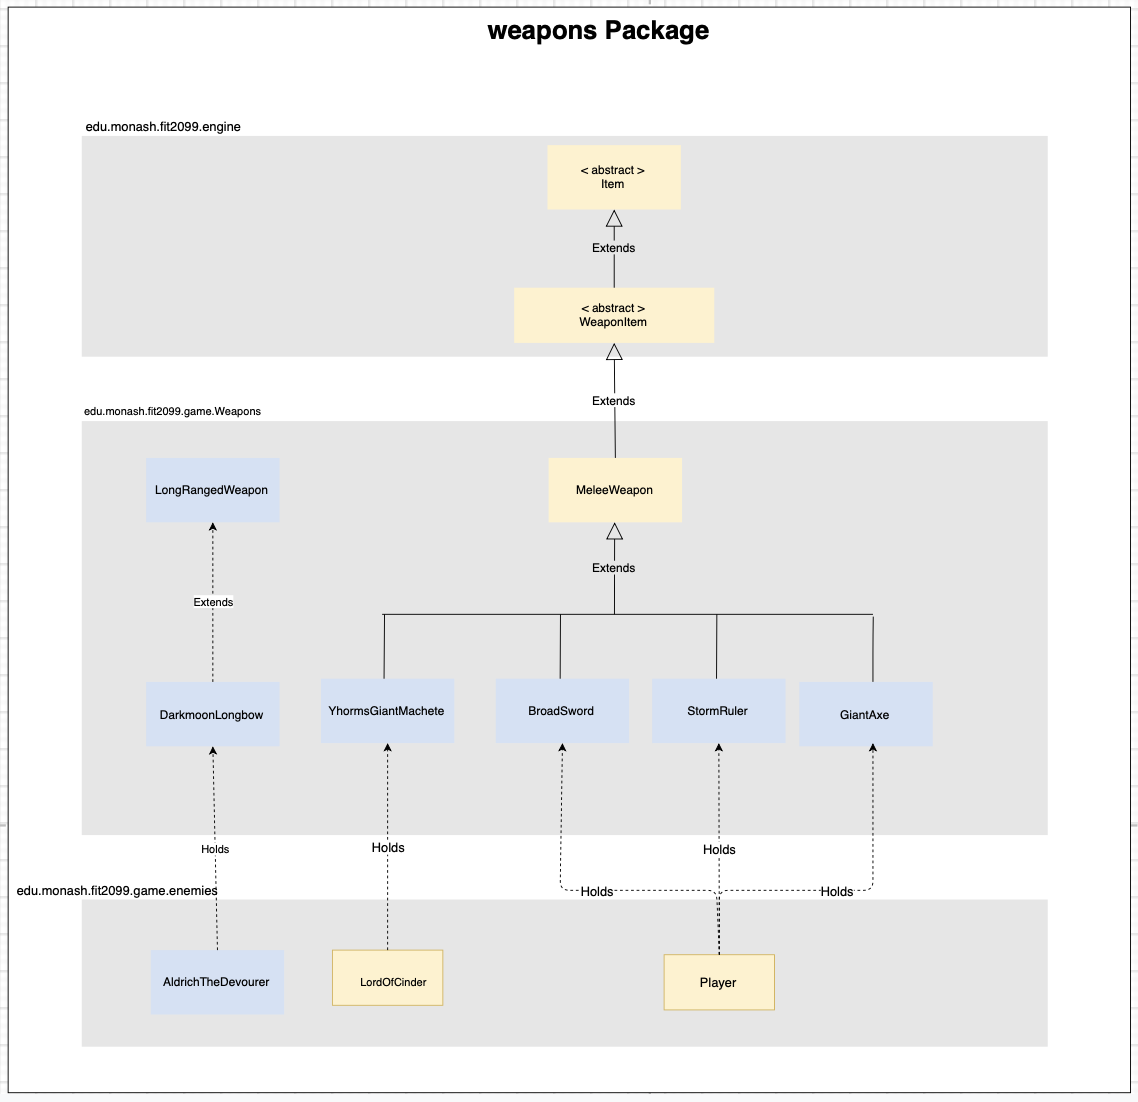 weapons Package
edu.monash.fit2099.engine
< abstract >
Item
Extends
< abstract >
WeaponItem
Extends
edu.monash.fit2099.game.Weapons
LongRangedWeapon
MeleeWeapon
Extends
Extends
DarkmoonLongbow
YhormsGiantMachete
BroadSword
StormRuler
GiantAxe
Holds
Holds
Holds
edu.monash.fit2099.game.enemies
Holds
Holds
AldrichTheDevourer
LordOfCinder
Player